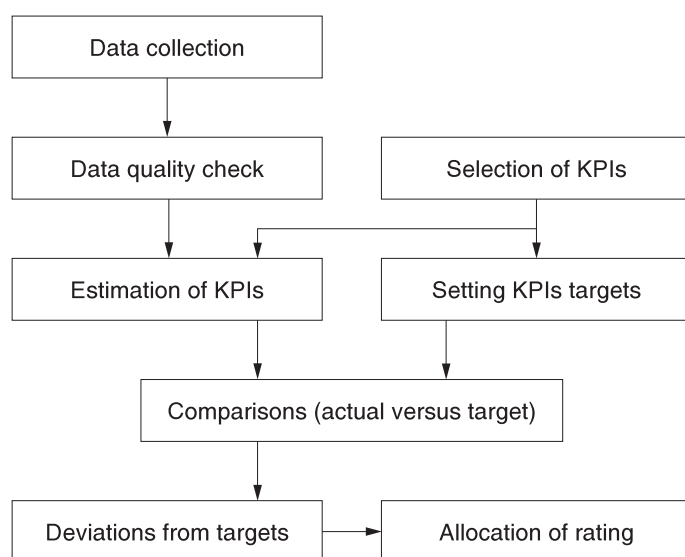 Data collection
Data quality check
Selection of KPIs
Estimation of KPIs
Setting KPIs targets
Comparisons (actual versus target)
Deviations from targets
Allocation of rating